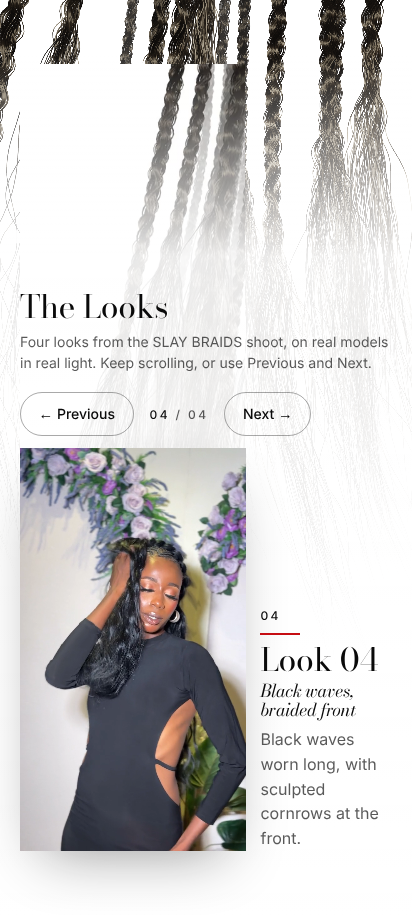 The Looks
Four looks from the SLAY BRAIDS shoot, on real models
in real light. Keep scrolling, or use Previous and Next.
← Previous
04 / 04
Next →
04
Look 04
Black waves,
braided front
Black waves
worn long, with
sculpted
cornrows at the
front.